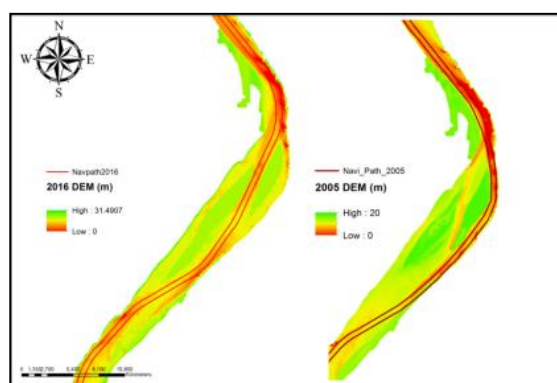 N
W E
S
Navpath2016
2016 DEM (m)
High : 31.4907
Low : 0
Navi_Path_2005
2005 DEM (m)
High : 20
Low : 0